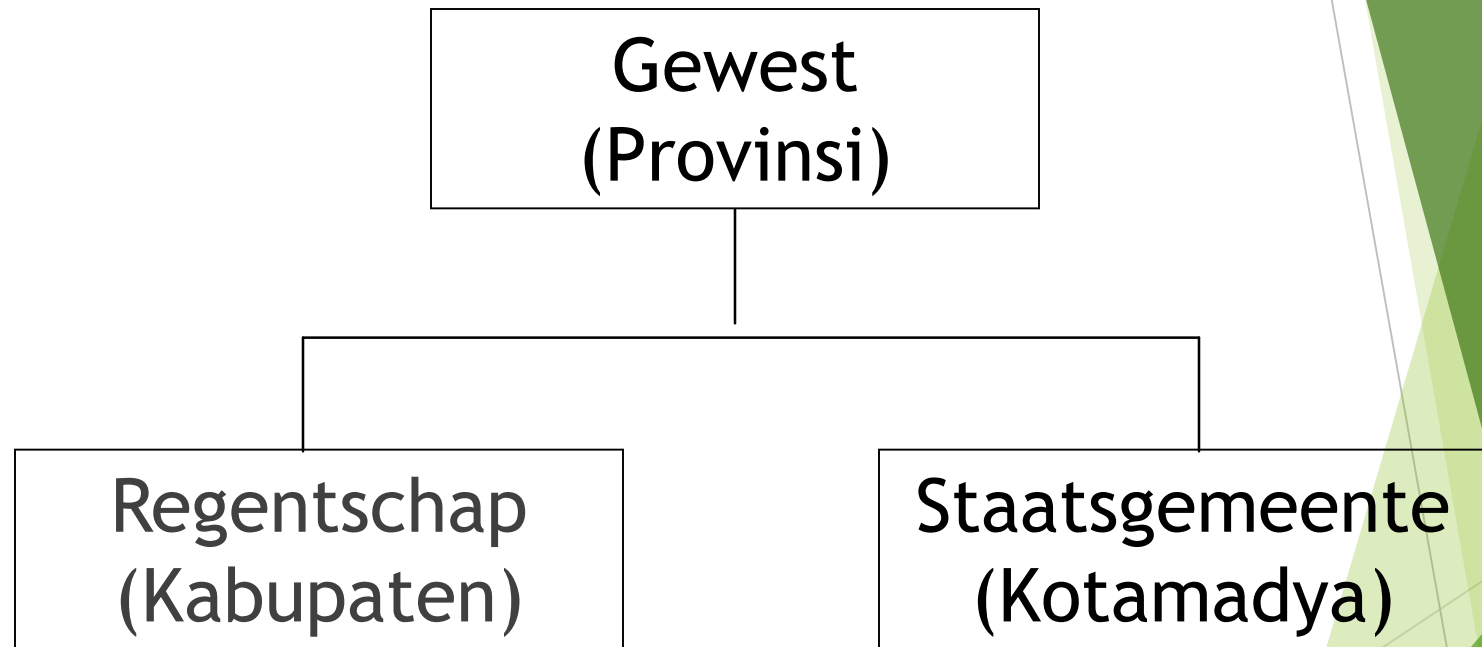 Gewest
(Provinsi)
Regentschap
(Kabupaten)
Staatsgemeente
(Kotamadya)